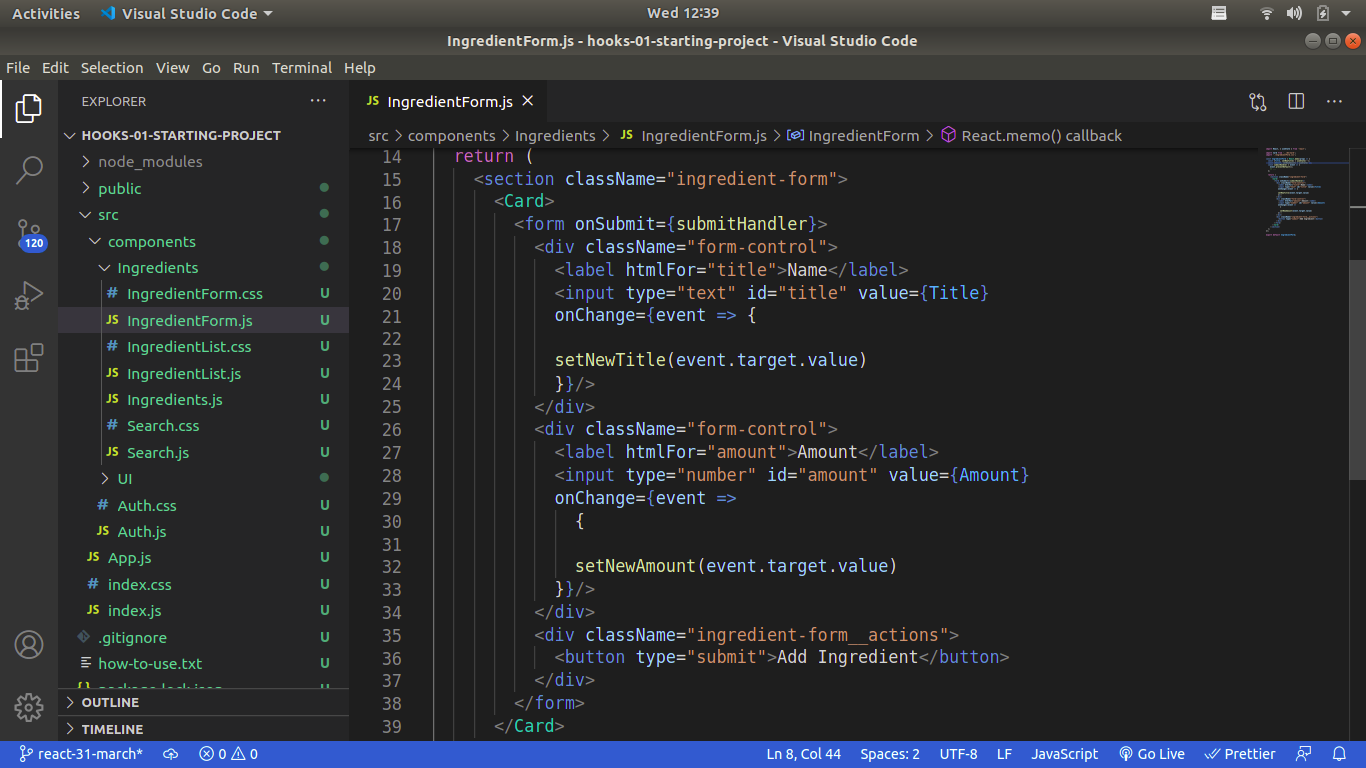 Activities Visual Studio Code Wed 12:39
IngredientForm.js - hooks-01-starting-project - Visual Studio Code
File Edit Selection View Go Run Terminal Help
EXPLORER
HOOKS-01-STARTING-PROJECT
node_modules
public
src
components
Ingredients
# IngredientForm.css U
JS IngredientForm.js U
# IngredientList.css U
JS IngredientList.js U
JS Ingredients.js U
# Search.css U
JS Search.js U
UI
# Auth.css U
JS Auth.js U
JS App.js U
# index.css U
JS index.js U
.gitignore U
how-to-use.txt U
OUTLINE
TIMELINE
120
JS IngredientForm.js
src > components > Ingredients > JS IngredientForm.js > IngredientForm > React.memo() callback
14 return (
15 <section className="ingredient-form">
16 <Card>
17 <form onSubmit={submitHandler}>
18 <div className="form-control">
19 <label htmlFor="title">Name</label>
20 <input type="text" id="title" value={Title}
21 onChange={event => {
22
23 setNewTitle(event.target.value)
24 }}/>
25 </div>
26 <div className="form-control">
27 <label htmlFor="amount">Amount</label>
28 <input type="number" id="amount" value={Amount}
29 onChange={event =>
30 {
31
32 setNewAmount(event.target.value)
33 }}/>
34 </div>
35 <div className="ingredient-form__actions">
36 <button type="submit">Add Ingredient</button>
37 </div>
38 </form>
39 </Card>
react-31-march* 0 0 Ln 8, Col 44 Spaces: 2 UTF-8 LF JavaScript Go Live Prettier